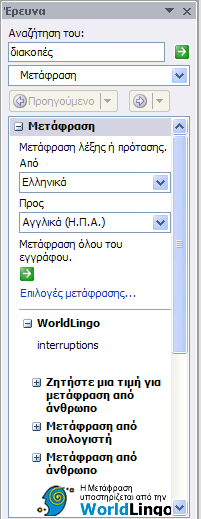 Έρευνα
Αναζήτηση του:
διακοπές
Μετάφραση
Προηγούμενο
Μετάφραση
Μετάφραση λέξης ή πρότασης.
Από
Ελληνικά
Προς
Αγγλικά (Η.Π.Α.)
Μετάφραση όλου του
εγγράφου.
Επιλογές μετάφρασης...
WorldLingo
interruptions
Ζητήστε μια τιμή για
μετάφραση από
άνθρωπο
Μετάφραση από
υπολογιστή
Μετάφραση από
άνθρωπο
Η Μετάφραση
υποστηρίζεται από την
WorldLingo